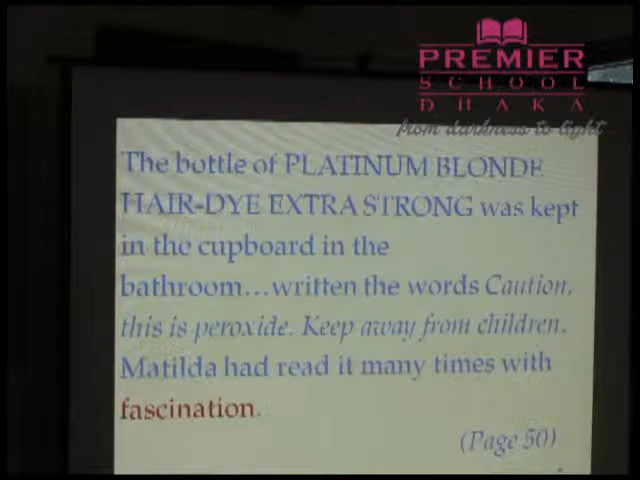 PREMIER
SCHOOL
DHAKA
from darkness to light
The bottle of PLATINUM BLONDE
HAIR-DYE EXTRA STRONG was kept
in the cupboard in the
bathroom…written the words Caution,
this is peroxide. Keep away from children.
Matilda had read it many times with
fascination.
(Page 50)